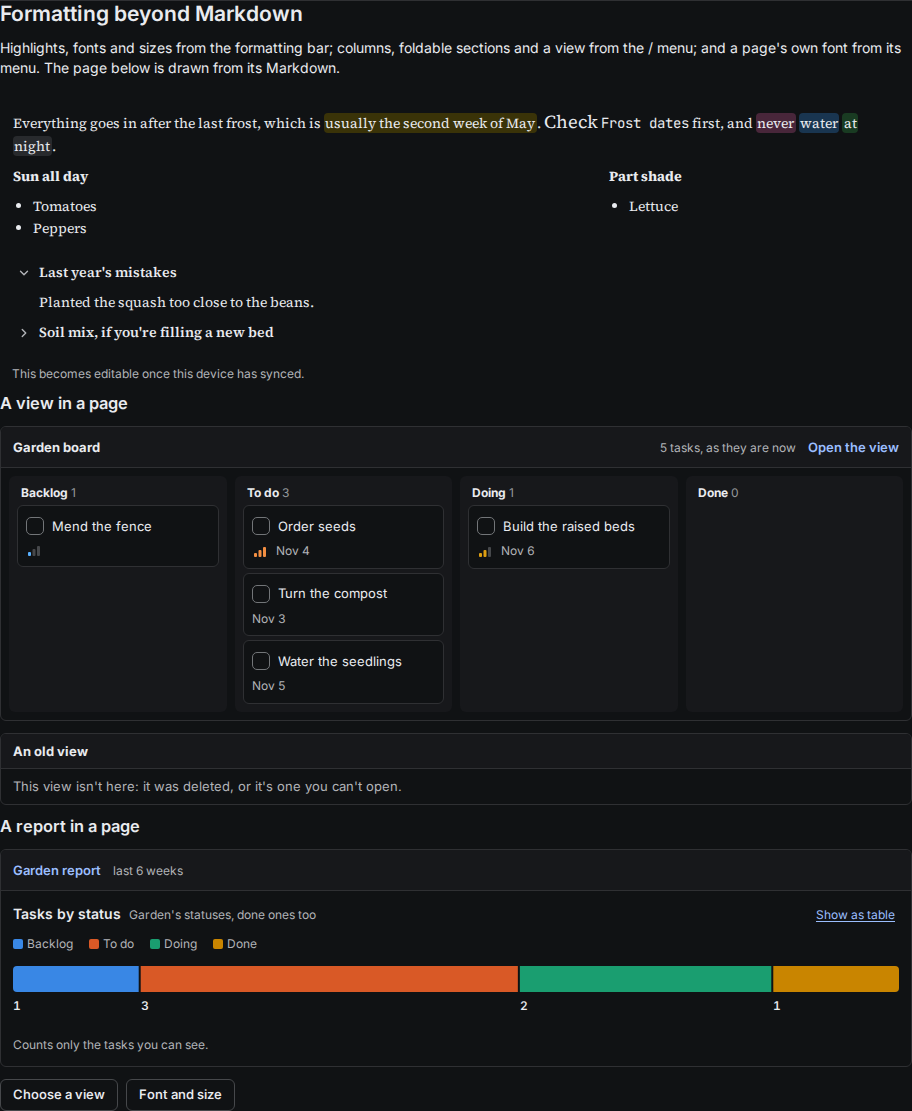 Formatting beyond Markdown
Highlights, fonts and sizes from the formatting bar; columns, foldable sections and a view from the / menu; and a page's own font from its
menu. The page below is drawn from its Markdown.
Everything goes in after the last frost, which is usually the second week of May. Check Frost dates first, and never water at
night.
Sun all day
Tomatoes
Peppers
Part shade
Lettuce
Last year's mistakes
Planted the squash too close to the beans.
Soil mix, if you're filling a new bed
This becomes editable once this device has synced.
A view in a page
Garden board
5 tasks, as they are now
Open the view
Backlog 1
Mend the fence
To do 3
Order seeds
Nov 4
Turn the compost
Nov 3
Water the seedlings
Nov 5
Doing 1
Build the raised beds
Nov 6
Done 0
An old view
This view isn't here: it was deleted, or it's one you can't open.
A report in a page
Garden report last 6 weeks
Tasks by status Garden's statuses, done ones too
Show as table
Backlog To do Doing Done
1 3 2 1
Counts only the tasks you can see.
Choose a view
Font and size